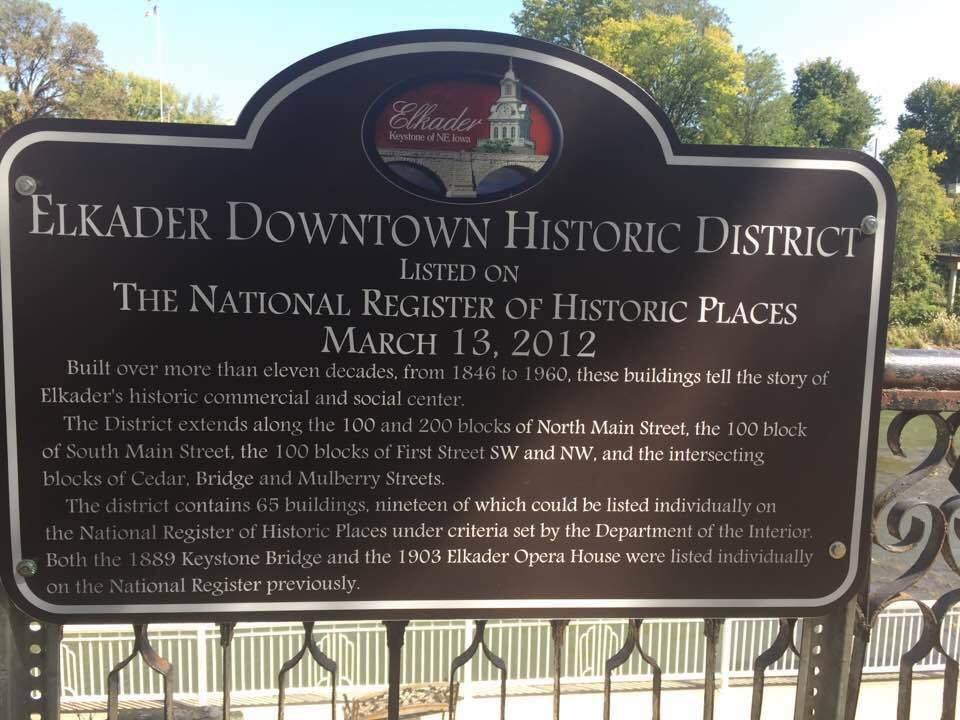 Elkader
Keystone of NE Iowa
ELKADER DOWNTOWN HISTORIC DISTRICT
LISTED ON
THE NATIONAL REGISTER OF HISTORIC PLACES
MARCH 13, 2012
Built over more than eleven decades, from 1846 to 1960, these buildings tell the story of
Elkader's historic commercial and social center.
The District extends along the 100 and 200 blocks of North Main Street, the 100 block
of South Main Street, the 100 blocks of First Street SW and NW, and the intersecting
blocks of Cedar, Bridge and Mulberry Streets.
The district contains 65 buildings, nineteen of which could be listed individually on
the National Register of Historic Places under criteria set by the Department of the Interior.
Both the 1889 Keystone Bridge and the 1903 Elkader Opera House were listed individually
on the National Register previously.